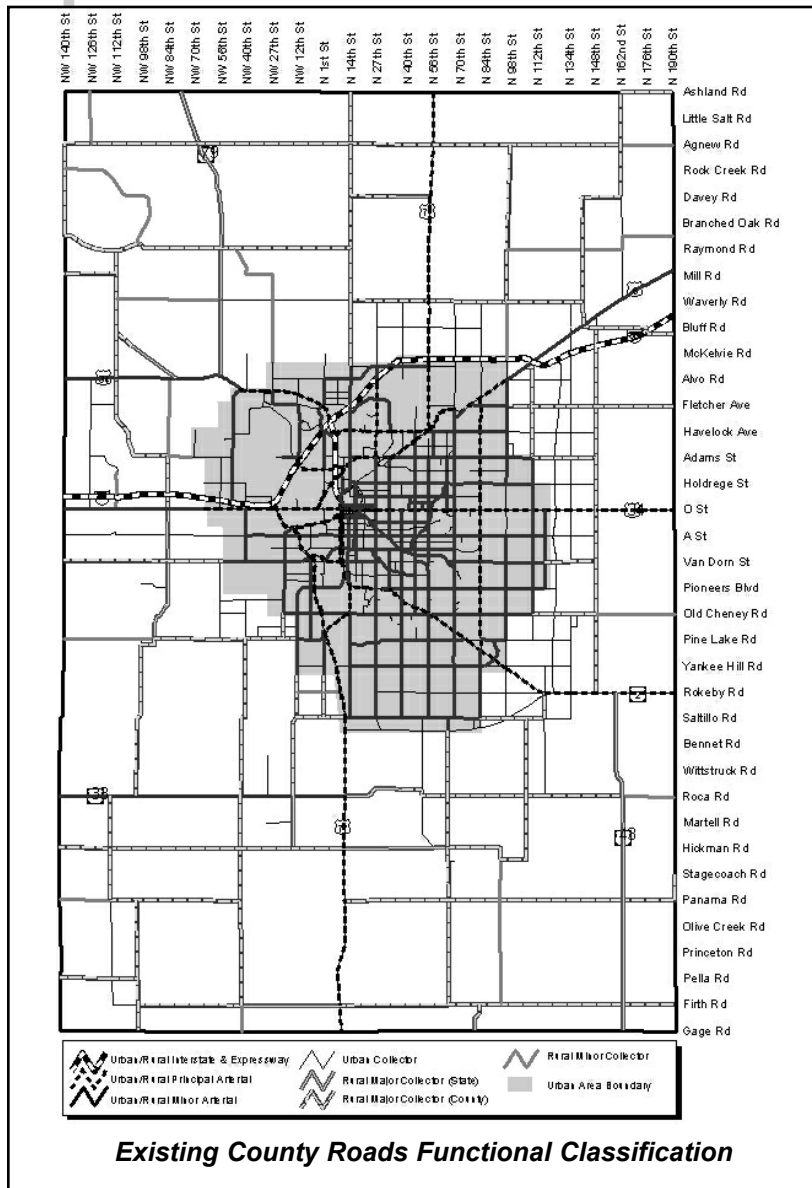 NW 140th St
NW 126th St
NW 112th St
NW 98th St
NW 84th St
NW 70th St
NW 56th St
NW 40th St
NW 27th St
NW 12th St
N 1st St
N 14th St
N 27th St
N 40th St
N 56th St
N 70th St
N 84th St
N 98th St
N 112th St
N 134th St
N 148th St
N 162nd St
N 176th St
N 190th St
Ashland Rd
Little Salt Rd
Agnew Rd
Rock Creek Rd
Davey Rd
Branched Oak Rd
Raymond Rd
Mill Rd
Waverly Rd
Bluff Rd
McKelvie Rd
Alvo Rd
Fletcher Ave
Havelock Ave
Adams St
Holdrege St
O St
A St
Van Dorn St
Pioneers Blvd
Old Cheney Rd
Pine Lake Rd
Yankee Hill Rd
Rokeby Rd
2
Saltillo Rd
Bennet Rd
Wittstruck Rd
Roca Rd
Martell Rd
Hickman Rd
Stagecoach Rd
Panama Rd
Olive Creek Rd
Princeton Rd
Pella Rd
Firth Rd
Gage Rd
Urban/Rural Interstate & Expressway
Urban/Rural Principal Arterial
Urban/Rural Minor Arterial
Urban Collector
Rural Major Collector (State)
Rural Major Collector (County)
Rural Minor Collector
Urban Area Boundary
Existing County Roads Functional Classification